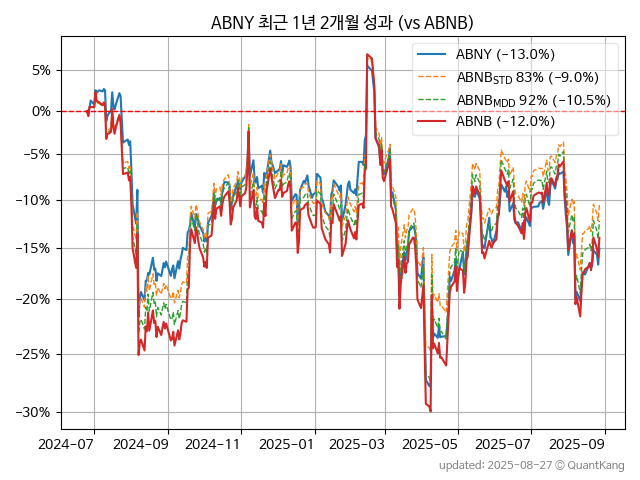 ABNY 최근 1년 2개월 성과 (vs ABNB)
ABNY (−13.0%)
ABNB_STD 83% (−9.0%)
ABNB_MDD 92% (−10.5%)
ABNB (−12.0%)
5%
0%
−5%
−10%
−15%
−20%
−25%
−30%
2024-07 2024-09 2024-11 2025-01 2025-03 2025-05 2025-07 2025-09
updated: 2025-08-27 © QuantKang